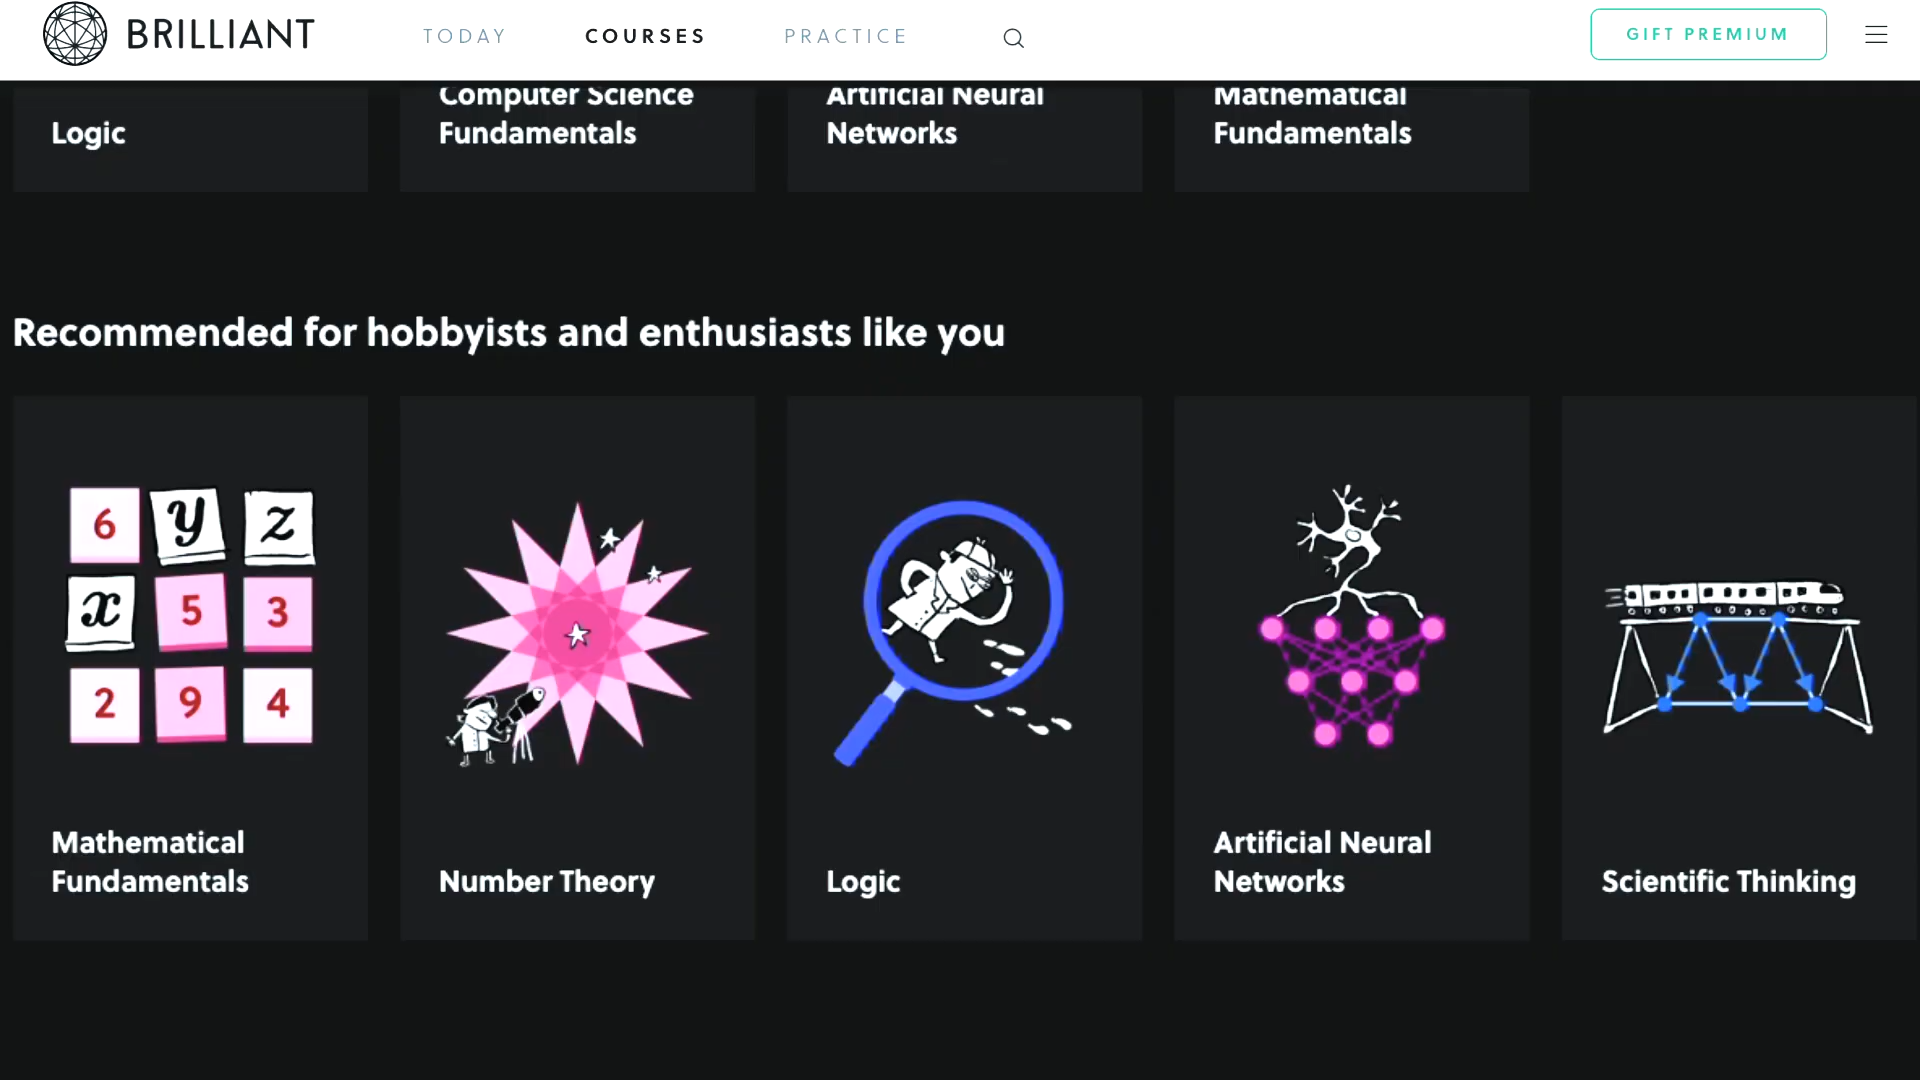 BRILLIANT
TODAY
COURSES
PRACTICE
GIFT PREMIUM
Logic
Computer Science
Fundamentals
Artificial Neural
Networks
Mathematical
Fundamentals
Recommended for hobbyists and enthusiasts like you
6 y z
x 5 3
2 9 4
Mathematical
Fundamentals
Number Theory
Logic
Artificial Neural
Networks
Scientific Thinking